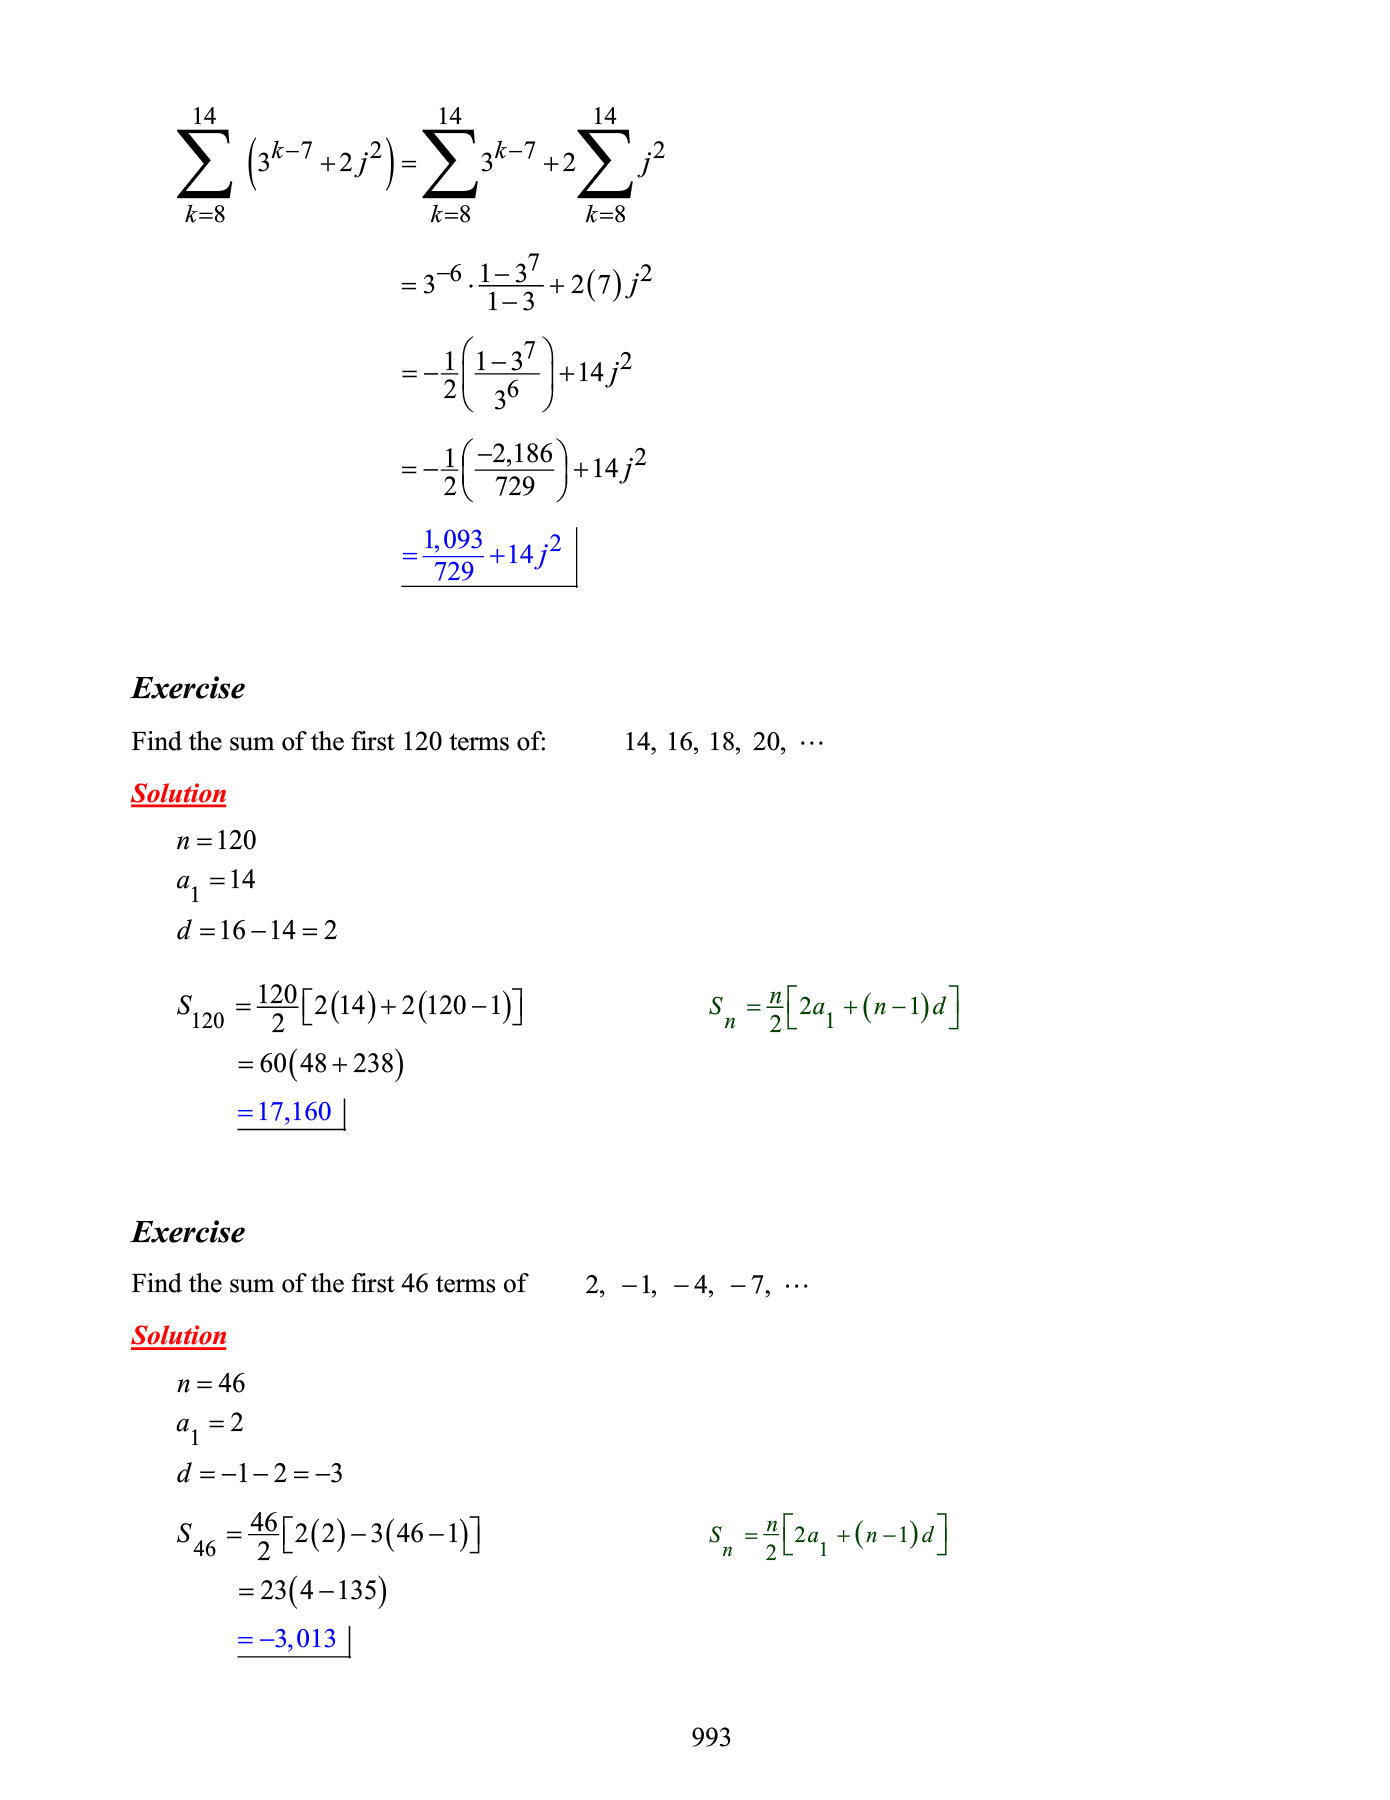 $\sum_{k=8}^{14} \left(3^{k-7}+2j^2\right) = \sum_{k=8}^{14} 3^{k-7} + 2\sum_{k=8}^{14} j^2$
$= 3^{-6} \cdot \frac{1-3^7}{1-3} + 2(7)j^2$
$= -\frac{1}{2}\left(\frac{1-3^7}{3^6}\right) + 14j^2$
$= -\frac{1}{2}\left(\frac{-2,186}{729}\right) + 14j^2$
$= \frac{1,093}{729} + 14j^2$
Exercise
Find the sum of the first 120 terms of: 14, 16, 18, 20, ⋯
Solution
$n = 120$
$a_1 = 14$
$d = 16 - 14 = 2$
$S_{120} = \frac{120}{2}\left[2(14)+2(120-1)\right]$ $S_n = \frac{n}{2}\left[2a_1+(n-1)d\right]$
$= 60(48+238)$
$= 17,160$
Exercise
Find the sum of the first 46 terms of 2, −1, −4, −7, ⋯
Solution
$n = 46$
$a_1 = 2$
$d = -1 - 2 = -3$
$S_{46} = \frac{46}{2}\left[2(2)-3(46-1)\right]$ $S_n = \frac{n}{2}\left[2a_1+(n-1)d\right]$
$= 23(4-135)$
$= -3,013$
993